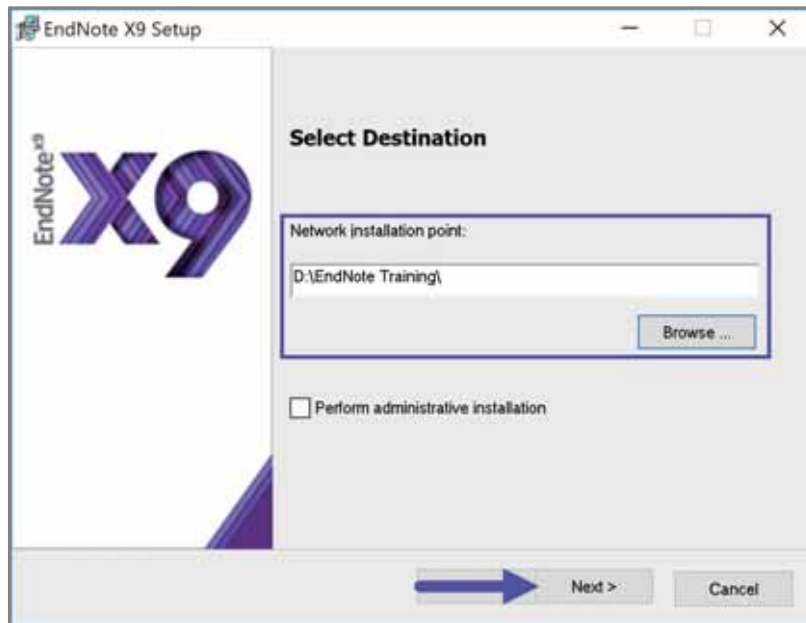 EndNote X9 Setup
EndNote X9
X9
Select Destination
Network installation point:
D:\EndNote Training\
Browse ...
Perform administrative installation
Next >
Cancel